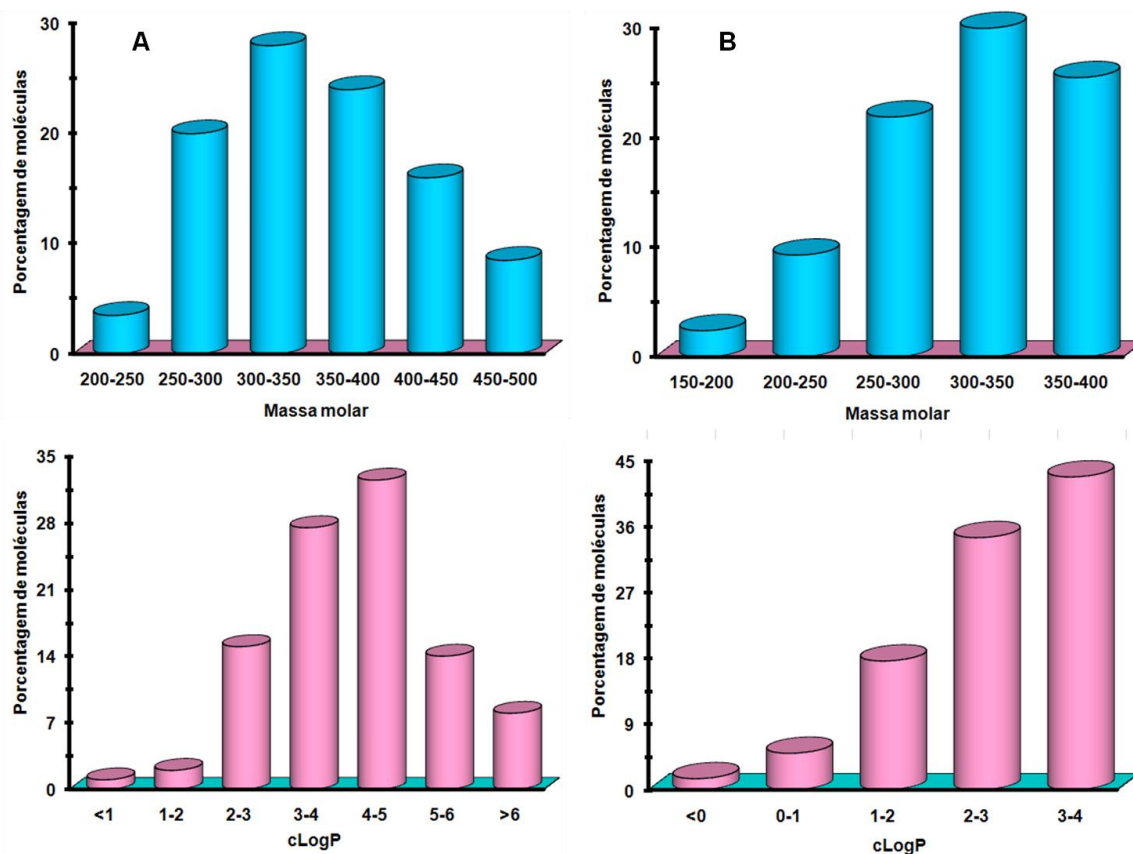 A
Porcentagem de moléculas
30
20
10
0
200-250 250-300 300-350 350-400 400-450 450-500
Massa molar
B
Porcentagem de moléculas
30
20
10
0
150-200 200-250 250-300 300-350 350-400
Massa molar
Porcentagem de moléculas
35
28
21
14
7
0
<1 1-2 2-3 3-4 4-5 5-6 >6
cLogP
Porcentagem de moléculas
45
36
27
18
9
0
<0 0-1 1-2 2-3 3-4
cLogP